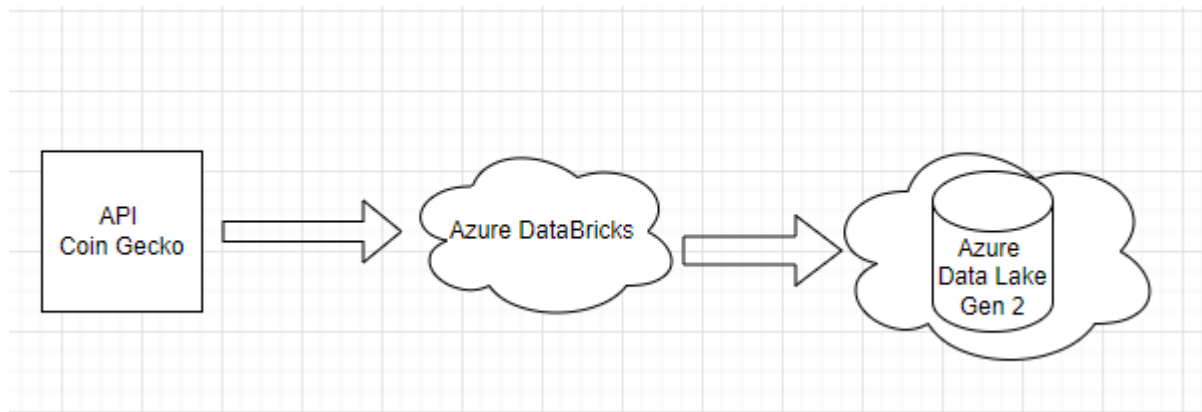 API
Coin Gecko
Azure DataBricks
Azure
Data Lake
Gen 2